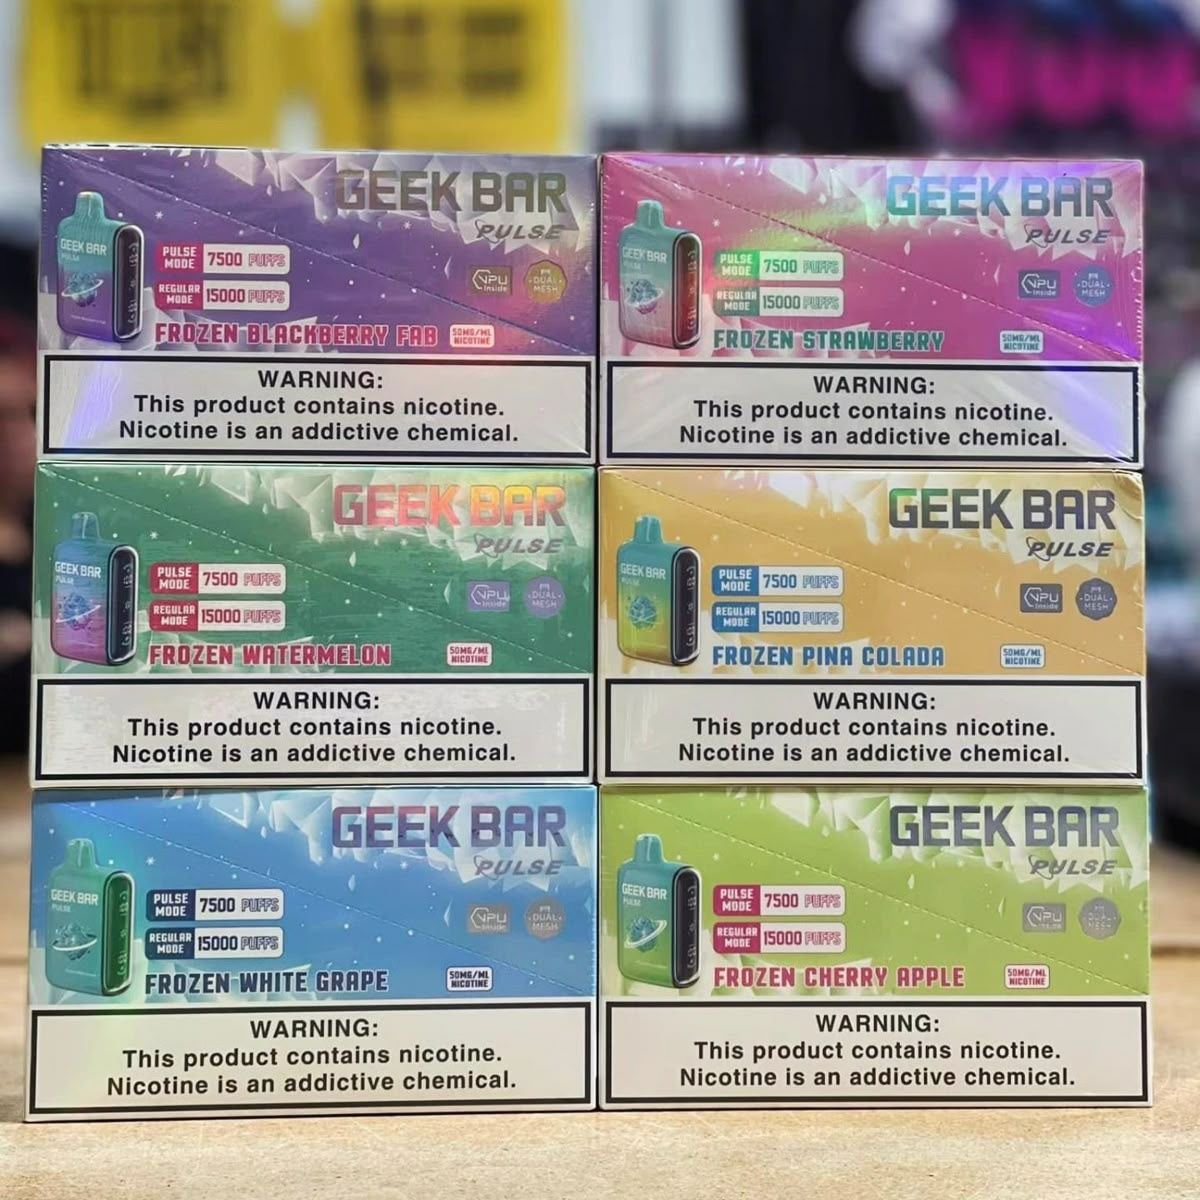 GEEK BAR
PULSE
GEEK BAR
PULSE
PULSE MODE 7500 PUFFS
REGULAR MODE 15000 PUFFS
VPU Inside
DUAL MESH
FROZEN BLACKBERRY FAB
50MG/ML NICOTINE
WARNING:
This product contains nicotine.
Nicotine is an addictive chemical.
GEEK BAR
PULSE
GEEK BAR
PULSE
PULSE MODE 7500 PUFFS
REGULAR MODE 15000 PUFFS
VPU Inside
DUAL MESH
FROZEN STRAWBERRY
50MG/ML NICOTINE
WARNING:
This product contains nicotine.
Nicotine is an addictive chemical.
GEEK BAR
PULSE
GEEK BAR
PULSE
PULSE MODE 7500 PUFFS
REGULAR MODE 15000 PUFFS
VPU Inside
DUAL MESH
FROZEN WATERMELON
50MG/ML NICOTINE
WARNING:
This product contains nicotine.
Nicotine is an addictive chemical.
GEEK BAR
PULSE
GEEK BAR
PULSE
PULSE MODE 7500 PUFFS
REGULAR MODE 15000 PUFFS
VPU Inside
DUAL MESH
FROZEN PINA COLADA
50MG/ML NICOTINE
WARNING:
This product contains nicotine.
Nicotine is an addictive chemical.
GEEK BAR
PULSE
GEEK BAR
PULSE
PULSE MODE 7500 PUFFS
REGULAR MODE 15000 PUFFS
VPU Inside
DUAL MESH
FROZEN WHITE GRAPE
50MG/ML NICOTINE
WARNING:
This product contains nicotine.
Nicotine is an addictive chemical.
GEEK BAR
PULSE
GEEK BAR
PULSE
PULSE MODE 7500 PUFFS
REGULAR MODE 15000 PUFFS
VPU Inside
DUAL MESH
FROZEN CHERRY APPLE
50MG/ML NICOTINE
WARNING:
This product contains nicotine.
Nicotine is an addictive chemical.